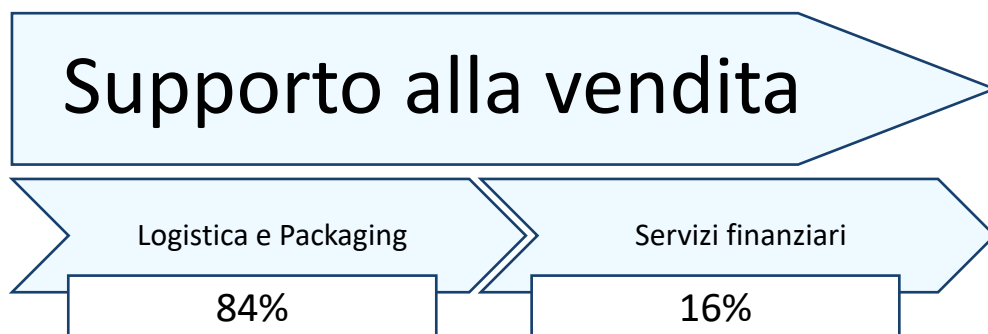 Supporto alla vendita
Logistica e Packaging
Servizi finanziari
84%
16%